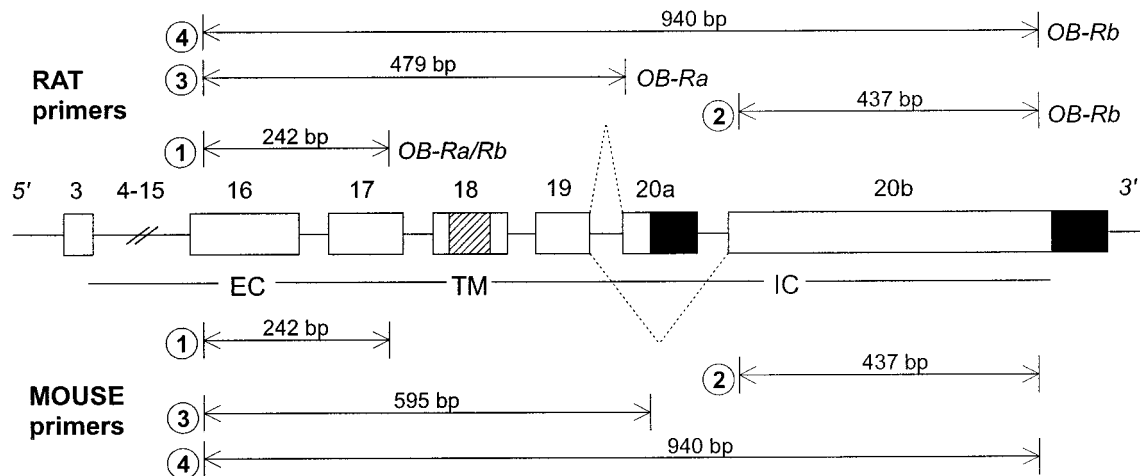 ④ 940 bp OB-Rb
③ 479 bp OB-Ra
RAT
primers
② 437 bp OB-Rb
① 242 bp OB-Ra/Rb
5' 3 4-15 16 17 18 19 20a 20b 3'
EC TM IC
① 242 bp
② 437 bp
MOUSE
primers
③ 595 bp
④ 940 bp